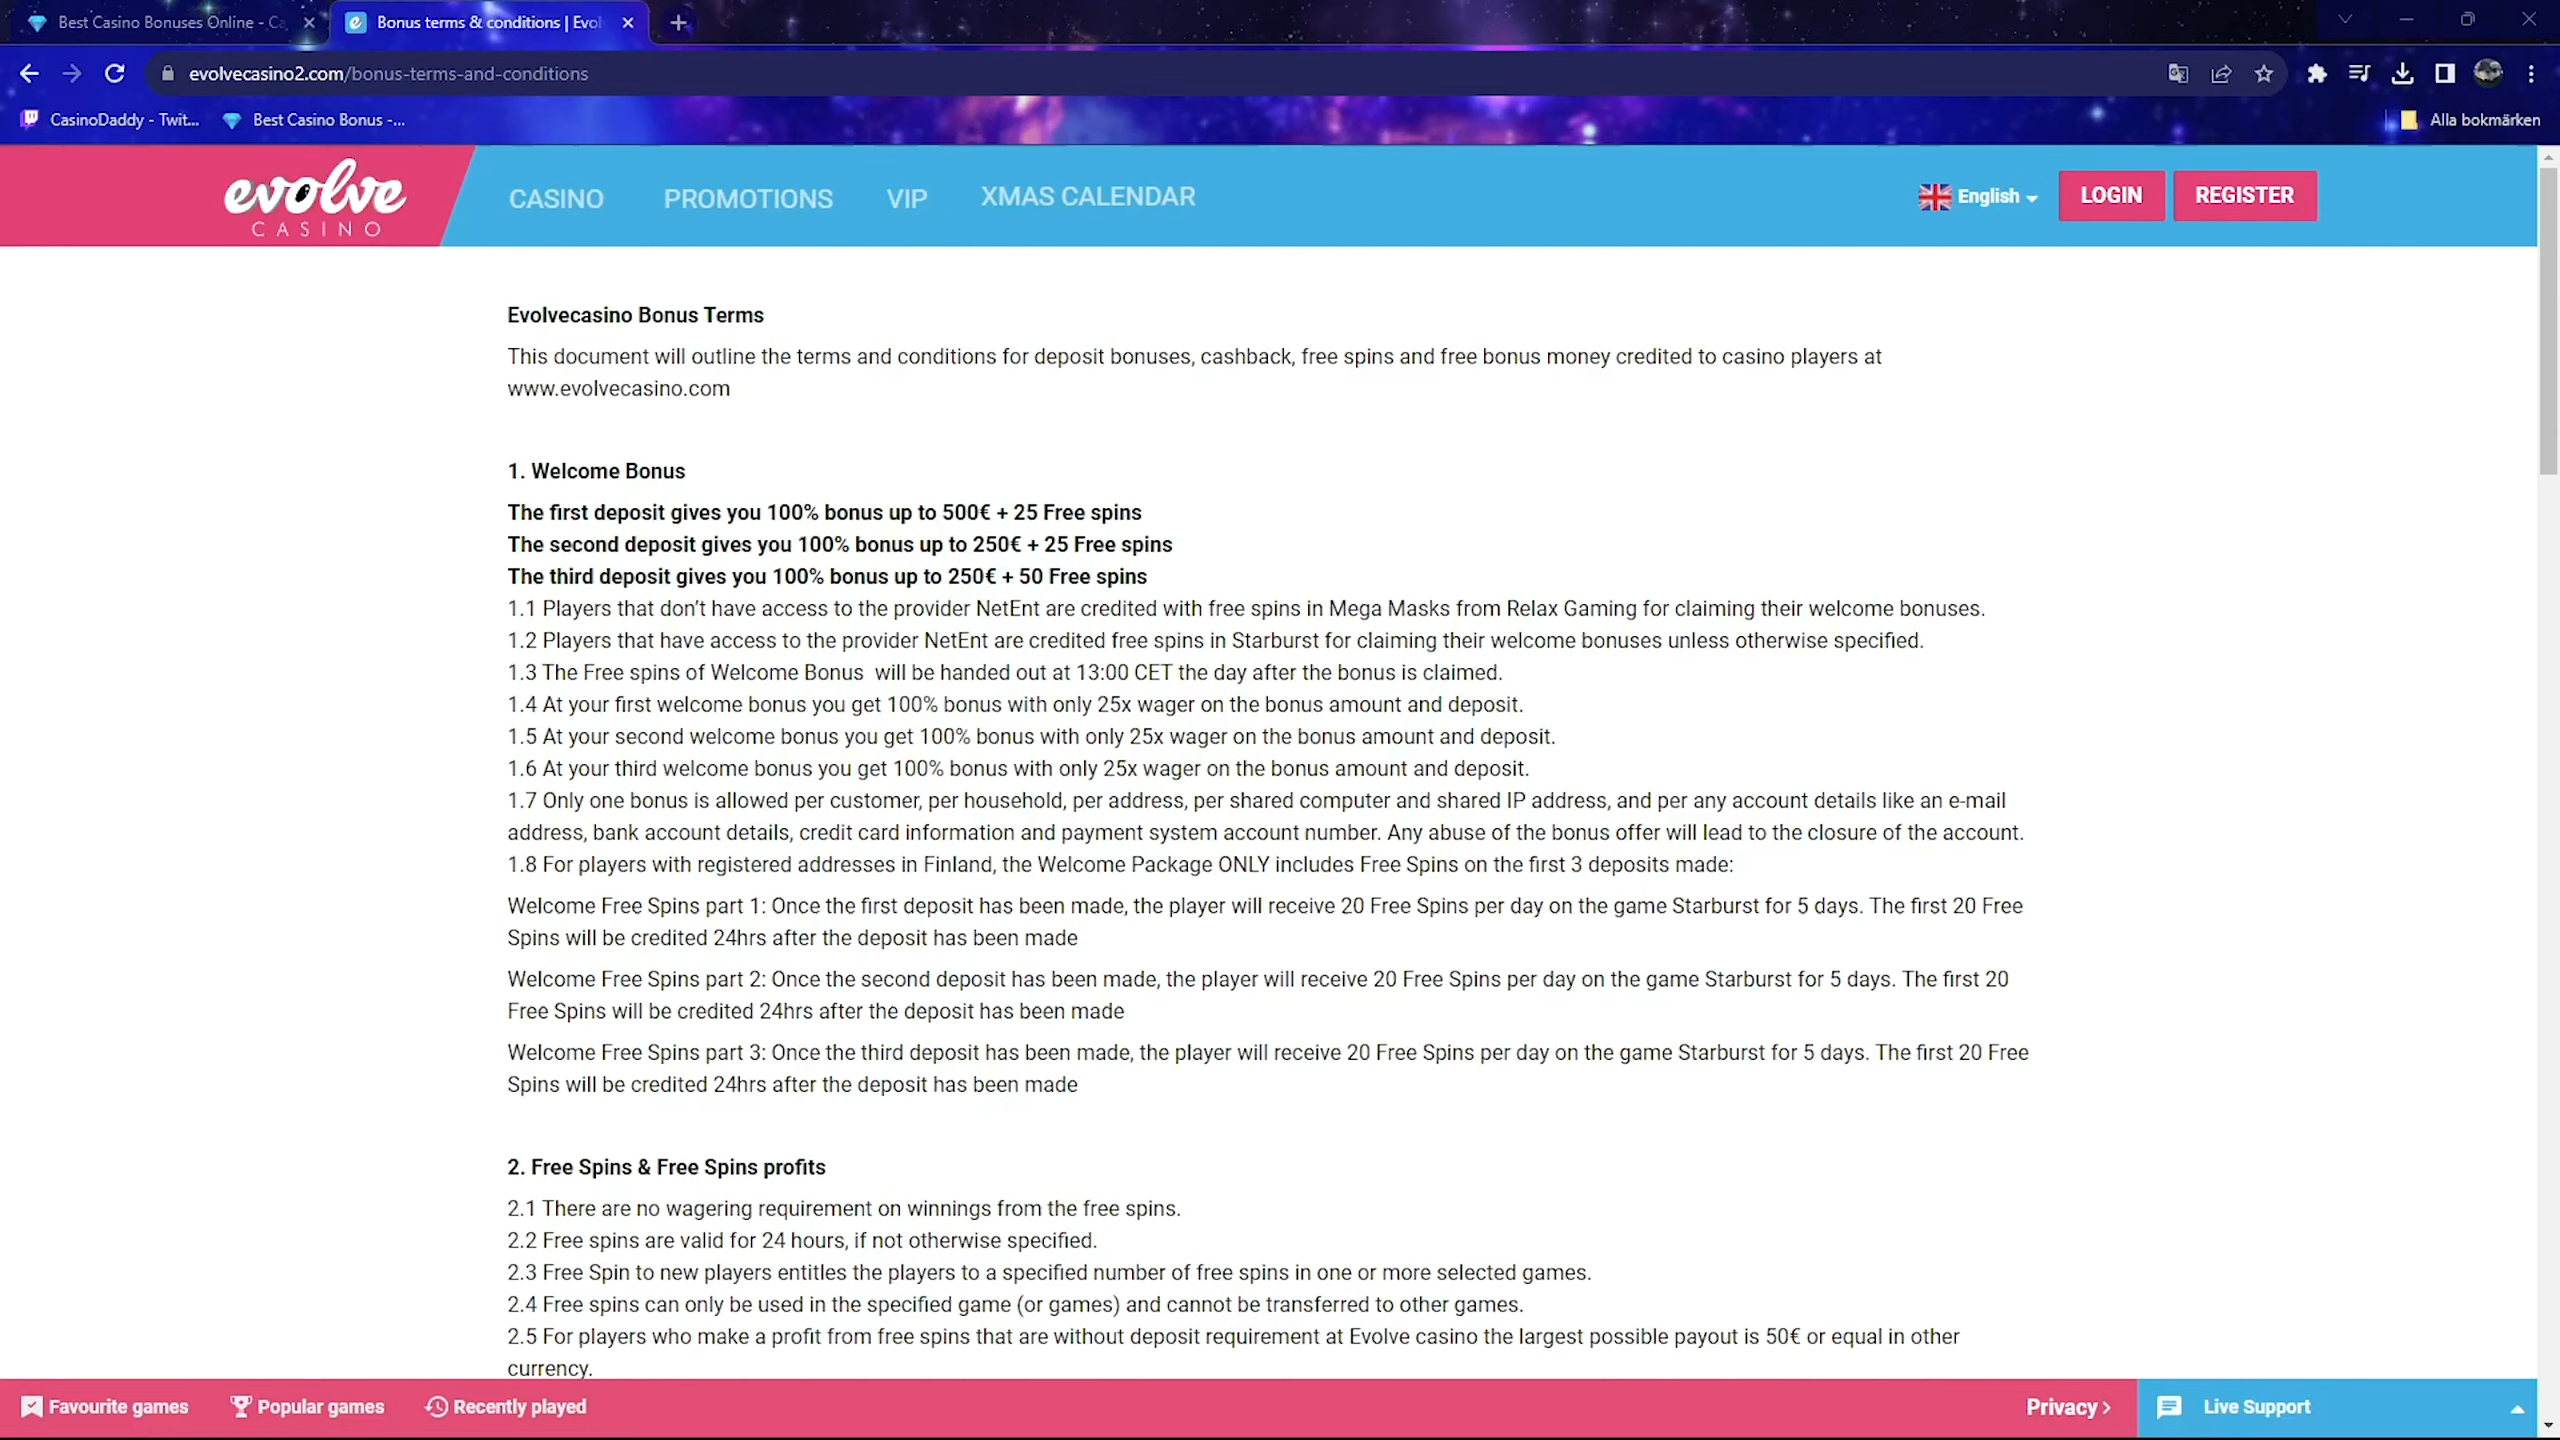 Best Casino Bonuses Online - Ca
Bonus terms & conditions | Evol
evolvecasino2.com/bonus-terms-and-conditions
CasinoDaddy - Twit...
Best Casino Bonus -...
Alla bokmärken
evolve
CASINO
CASINO
PROMOTIONS
VIP
XMAS CALENDAR
English
LOGIN
REGISTER
Evolvecasino Bonus Terms
This document will outline the terms and conditions for deposit bonuses, cashback, free spins and free bonus money credited to casino players at
www.evolvecasino.com
1. Welcome Bonus
The first deposit gives you 100% bonus up to 500€ + 25 Free spins
The second deposit gives you 100% bonus up to 250€ + 25 Free spins
The third deposit gives you 100% bonus up to 250€ + 50 Free spins
1.1 Players that don't have access to the provider NetEnt are credited with free spins in Mega Masks from Relax Gaming for claiming their welcome bonuses.
1.2 Players that have access to the provider NetEnt are credited free spins in Starburst for claiming their welcome bonuses unless otherwise specified.
1.3 The Free spins of Welcome Bonus  will be handed out at 13:00 CET the day after the bonus is claimed.
1.4 At your first welcome bonus you get 100% bonus with only 25x wager on the bonus amount and deposit.
1.5 At your second welcome bonus you get 100% bonus with only 25x wager on the bonus amount and deposit.
1.6 At your third welcome bonus you get 100% bonus with only 25x wager on the bonus amount and deposit.
1.7 Only one bonus is allowed per customer, per household, per address, per shared computer and shared IP address, and per any account details like an e-mail
address, bank account details, credit card information and payment system account number. Any abuse of the bonus offer will lead to the closure of the account.
1.8 For players with registered addresses in Finland, the Welcome Package ONLY includes Free Spins on the first 3 deposits made:
Welcome Free Spins part 1: Once the first deposit has been made, the player will receive 20 Free Spins per day on the game Starburst for 5 days. The first 20 Free
Spins will be credited 24hrs after the deposit has been made
Welcome Free Spins part 2: Once the second deposit has been made, the player will receive 20 Free Spins per day on the game Starburst for 5 days. The first 20
Free Spins will be credited 24hrs after the deposit has been made
Welcome Free Spins part 3: Once the third deposit has been made, the player will receive 20 Free Spins per day on the game Starburst for 5 days. The first 20 Free
Spins will be credited 24hrs after the deposit has been made
2. Free Spins & Free Spins profits
2.1 There are no wagering requirement on winnings from the free spins.
2.2 Free spins are valid for 24 hours, if not otherwise specified.
2.3 Free Spin to new players entitles the players to a specified number of free spins in one or more selected games.
2.4 Free spins can only be used in the specified game (or games) and cannot be transferred to other games.
2.5 For players who make a profit from free spins that are without deposit requirement at Evolve casino the largest possible payout is 50€ or equal in other
currency.
Favourite games
Popular games
Recently played
Privacy >
Live Support